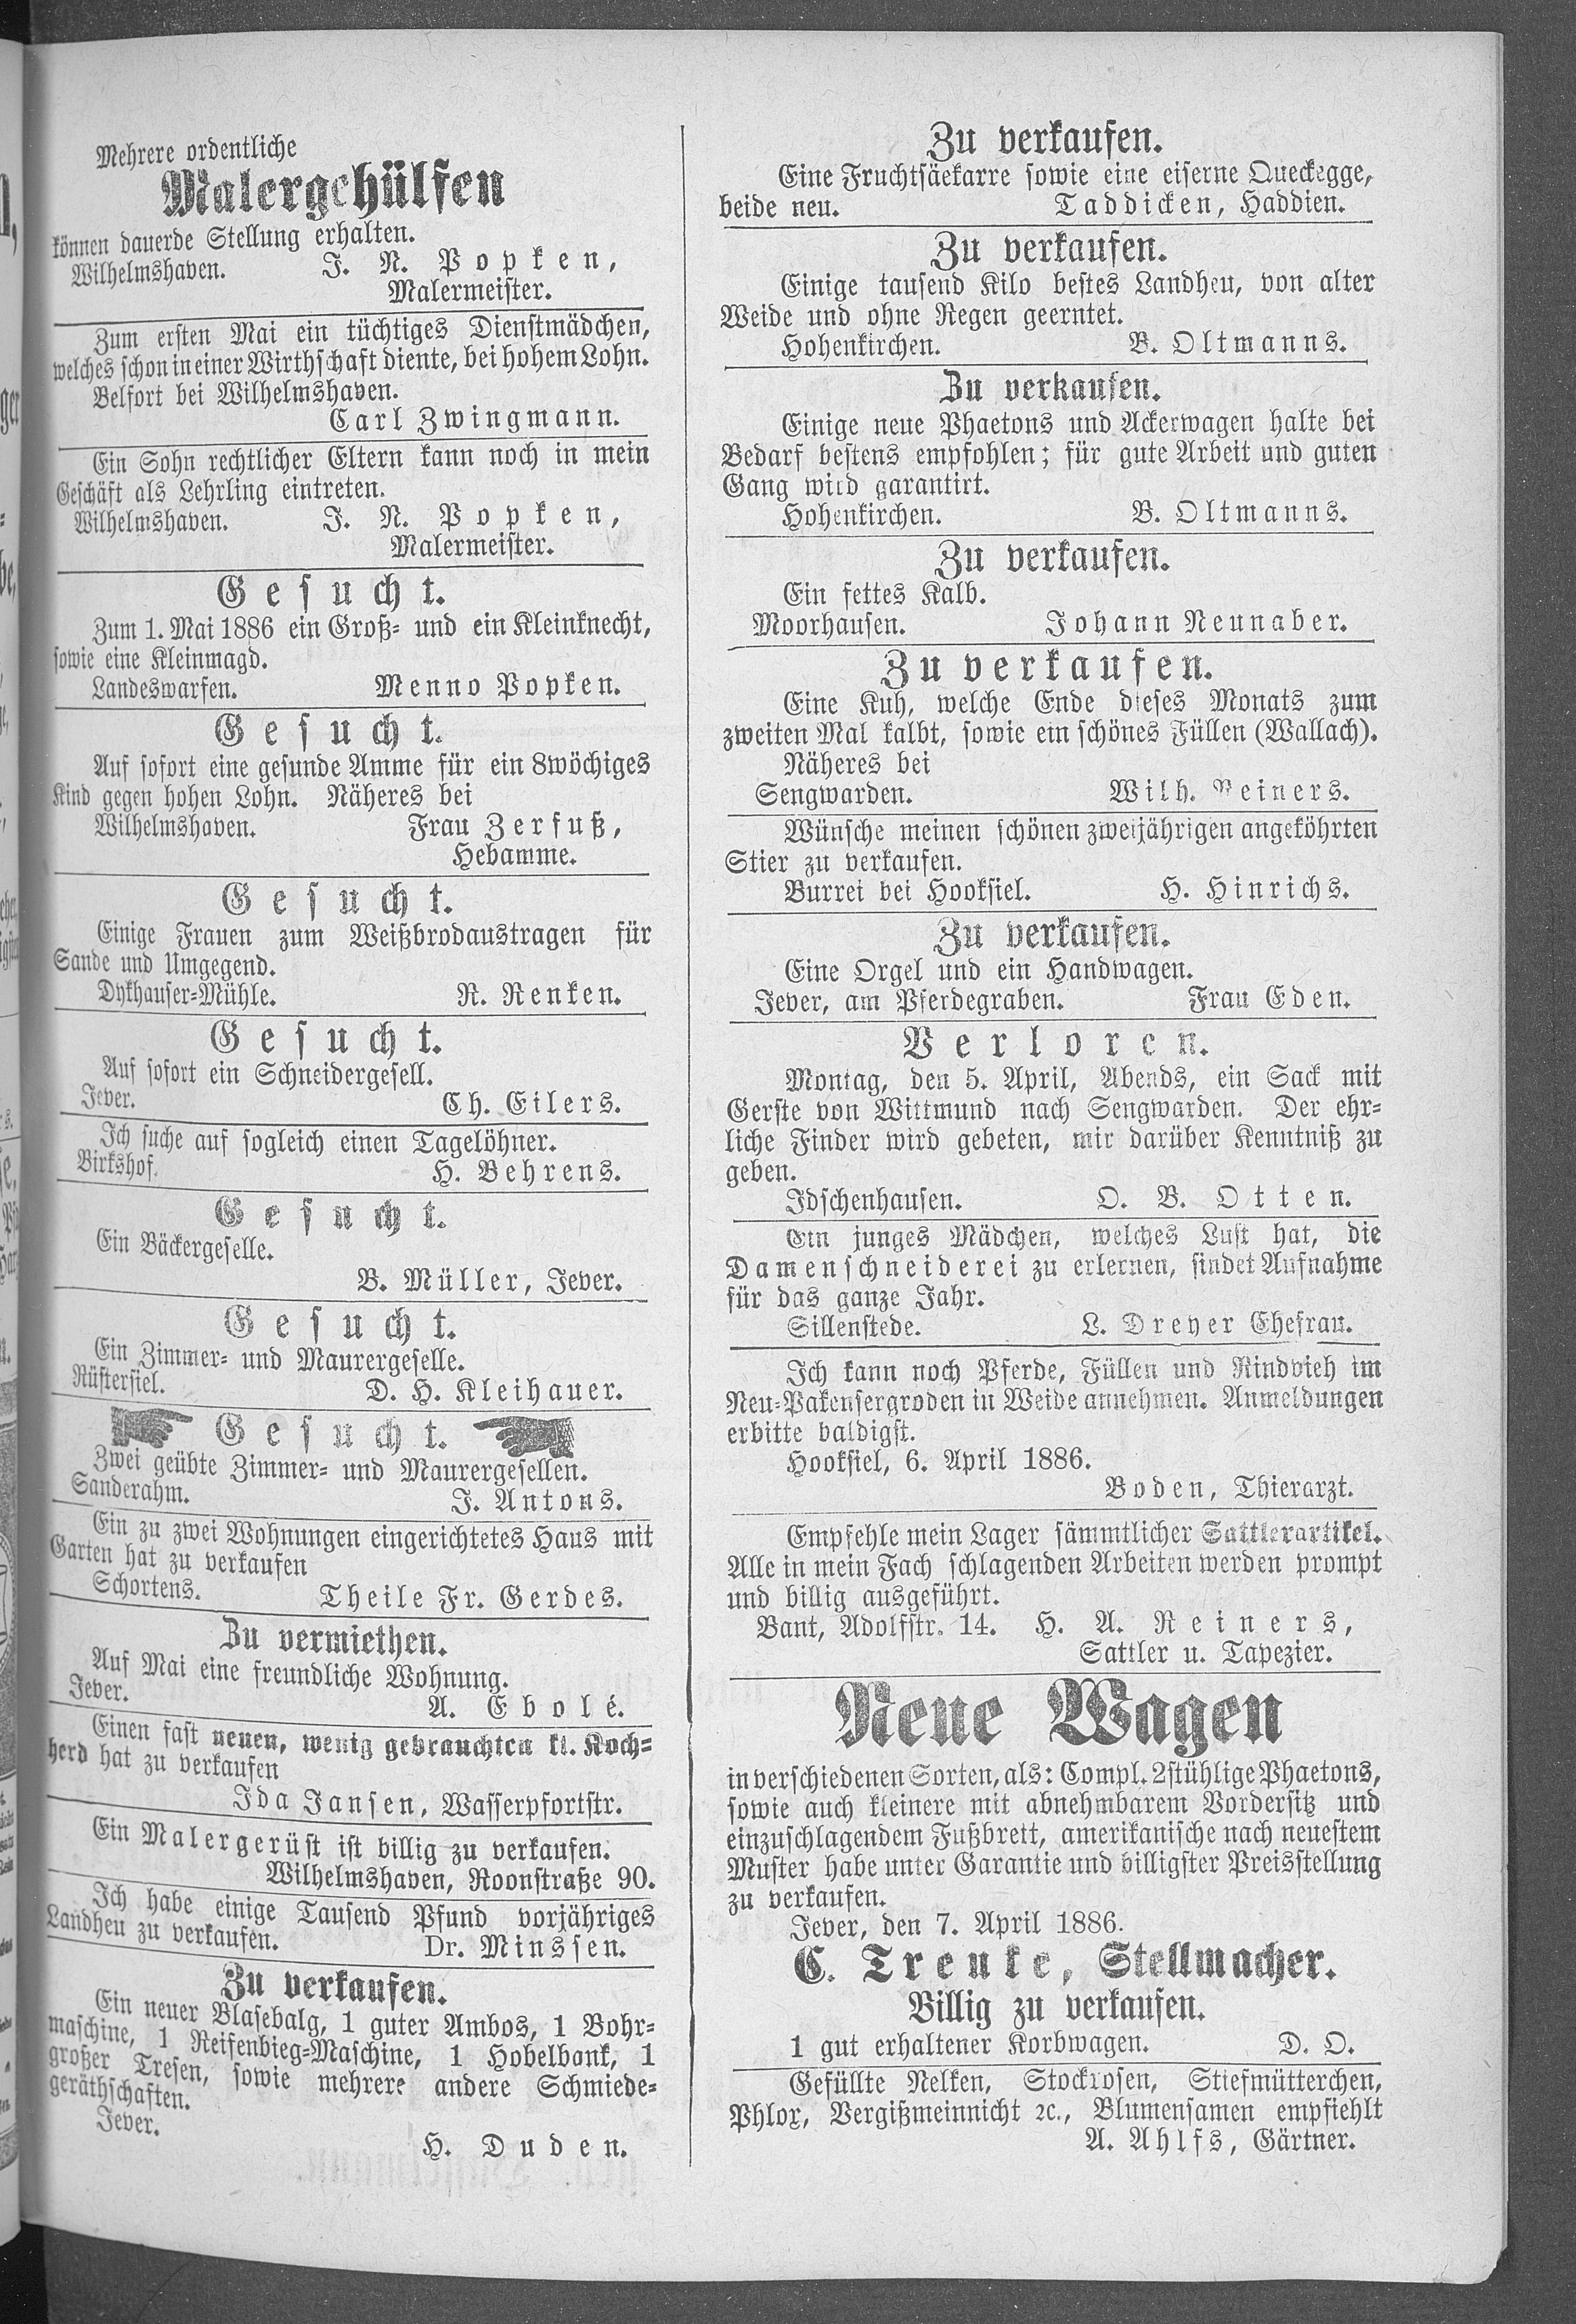 Mehrere ordentliche
Malergehülfen
können dauerde Stellung erhalten.
Wilhelmshaven. J. N. Popken,
Malermeister.
Zum ersten Mai ein tüchtiges Dienstmädchen,
welches schon in einer Wirthschaft diente, bei hohem Lohn.
Belfort bei Wilhelmshaven.
Carl Zwingmann.
Ein Sohn rechtlicher Eltern kann noch in mein
Geschäft als Lehrling eintreten.
Wilhelmshaven. J. N. Popken,
Malermeister.
Gesucht.
Zum 1. Mai 1886 ein Groß- und ein Kleinknecht,
sowie eine Kleinmagd.
Landeswarfen. Menno Popken.
Gesucht.
Auf sofort eine gesunde Amme für ein 8wöchiges
Kind gegen hohen Lohn. Näheres bei
Wilhelmshaven. Frau Zerfuß,
Hebamme.
Gesucht.
Einige Frauen zum Weißbrodaustragen für
Sande und Umgegend.
Dykhauser-Mühle. R. Renken.
Gesucht.
Auf sofort ein Schneidergesell.
Jever. Ch. Eilers.
Ich suche auf sogleich einen Tagelöhner.
Birkshof. H. Behrens.
Gesucht.
Ein Bäckergeselle.
B. Müller, Jever.
Gesucht.
Ein Zimmer- und Maurergeselle.
Rüstersiel. D. H. Kleihauer.
Gesucht.
Zwei geübte Zimmer- und Maurergesellen.
Sanderahm. J. Antons.
Ein zu zwei Wohnungen eingerichtetes Haus mit
Garten hat zu verkaufen
Schortens. Theile Fr. Gerdes.
Zu vermiethen.
Auf Mai eine freundliche Wohnung.
Jever. A. Ebolé.
Einen fast neuen, wenig gebrauchten kl. Koch-
herd hat zu verkaufen
Ida Jansen, Wasserpfortstr.
Ein Malergerüst ist billig zu verkaufen.
Wilhelmshaven, Roonstraße 90.
Ich habe einige Tausend Pfund vorjähriges
Landheu zu verkaufen. Dr. Minssen.
Zu verkaufen.
Ein neuer Blasebalg, 1 guter Ambos, 1 Bohr-
maschine, 1 Reifenbieg-Maschine, 1 Hobelbank, 1
großer Tresen, sowie mehrere andere Schmiede-
geräthschaften.
Jever.
H. Duden.
Zu verkaufen.
Eine Fruchtsäekarre sowie eine eiserne Queckegge,
beide neu. Taddicken, Haddien.
Zu verkaufen.
Einige tausend Kilo bestes Landheu, von alter
Weide und ohne Regen geerntet.
Hohenkirchen. B. Oltmanns.
Zu verkaufen.
Einige neue Phaetons und Ackerwagen halte bei
Bedarf bestens empfohlen; für gute Arbeit und guten
Gang wird garantirt.
Hohenkirchen. B. Oltmanns.
Zu verkaufen.
Ein fettes Kalb.
Moorhausen. Johann Neunaber.
Zu verkaufen.
Eine Kuh, welche Ende dieses Monats zum
zweiten Mal kalbt, sowie ein schönes Füllen (Wallach).
Näheres bei
Sengwarden. Wilh. Reiners.
Wünsche meinen schönen zweijährigen angeköhrten
Stier zu verkaufen.
Burrei bei Hooksiel. H. Hinrichs.
Zu verkaufen.
Eine Orgel und ein Handwagen.
Jever, am Pferdegraben. Frau Eden.
Verloren.
Montag, den 5. April, Abends, ein Sack mit
Gerste von Wittmund nach Sengwarden. Der ehr-
liche Finder wird gebeten, mir darüber Kenntniß zu
geben.
Idschenhausen. O. B. Otten.
Ein junges Mädchen, welches Lust hat, die
Damenschneiderei zu erlernen, findet Aufnahme
für das ganze Jahr.
Sillenstede. L. Dreyer Ehefrau.
Ich kann noch Pferde, Füllen und Rindvieh im
Neu-Pakensergroden in Weide annehmen. Anmeldungen
erbitte baldigst.
Hooksiel, 6. April 1886.
Boden, Thierarzt.
Empfehle mein Lager sämmtlicher Sattlerartikel.
Alle in mein Fach schlagenden Arbeiten werden prompt
und billig ausgeführt.
Bant, Adolfstr. 14. H. A. Reiners,
Sattler u. Tapezier.
Neue Wagen
in verschiedenen Sorten, als: Compl. 2stühlige Phaetons,
sowie auch kleinere mit abnehmbarem Vordersitz und
einzuschlagendem Fußbrett, amerikanische nach neuestem
Muster habe unter Garantie und billigster Preisstellung
zu verkaufen.
Jever, den 7. April 1886.
C. Trenke, Stellmacher.
Billig zu verkaufen.
1 gut erhaltener Korbwagen. D. O.
Gefüllte Nelken, Stockrosen, Stiefmütterchen,
Phlox, Vergißmeinnicht ꝛc., Blumensamen empfiehlt
A. Ahlfs, Gärtner.